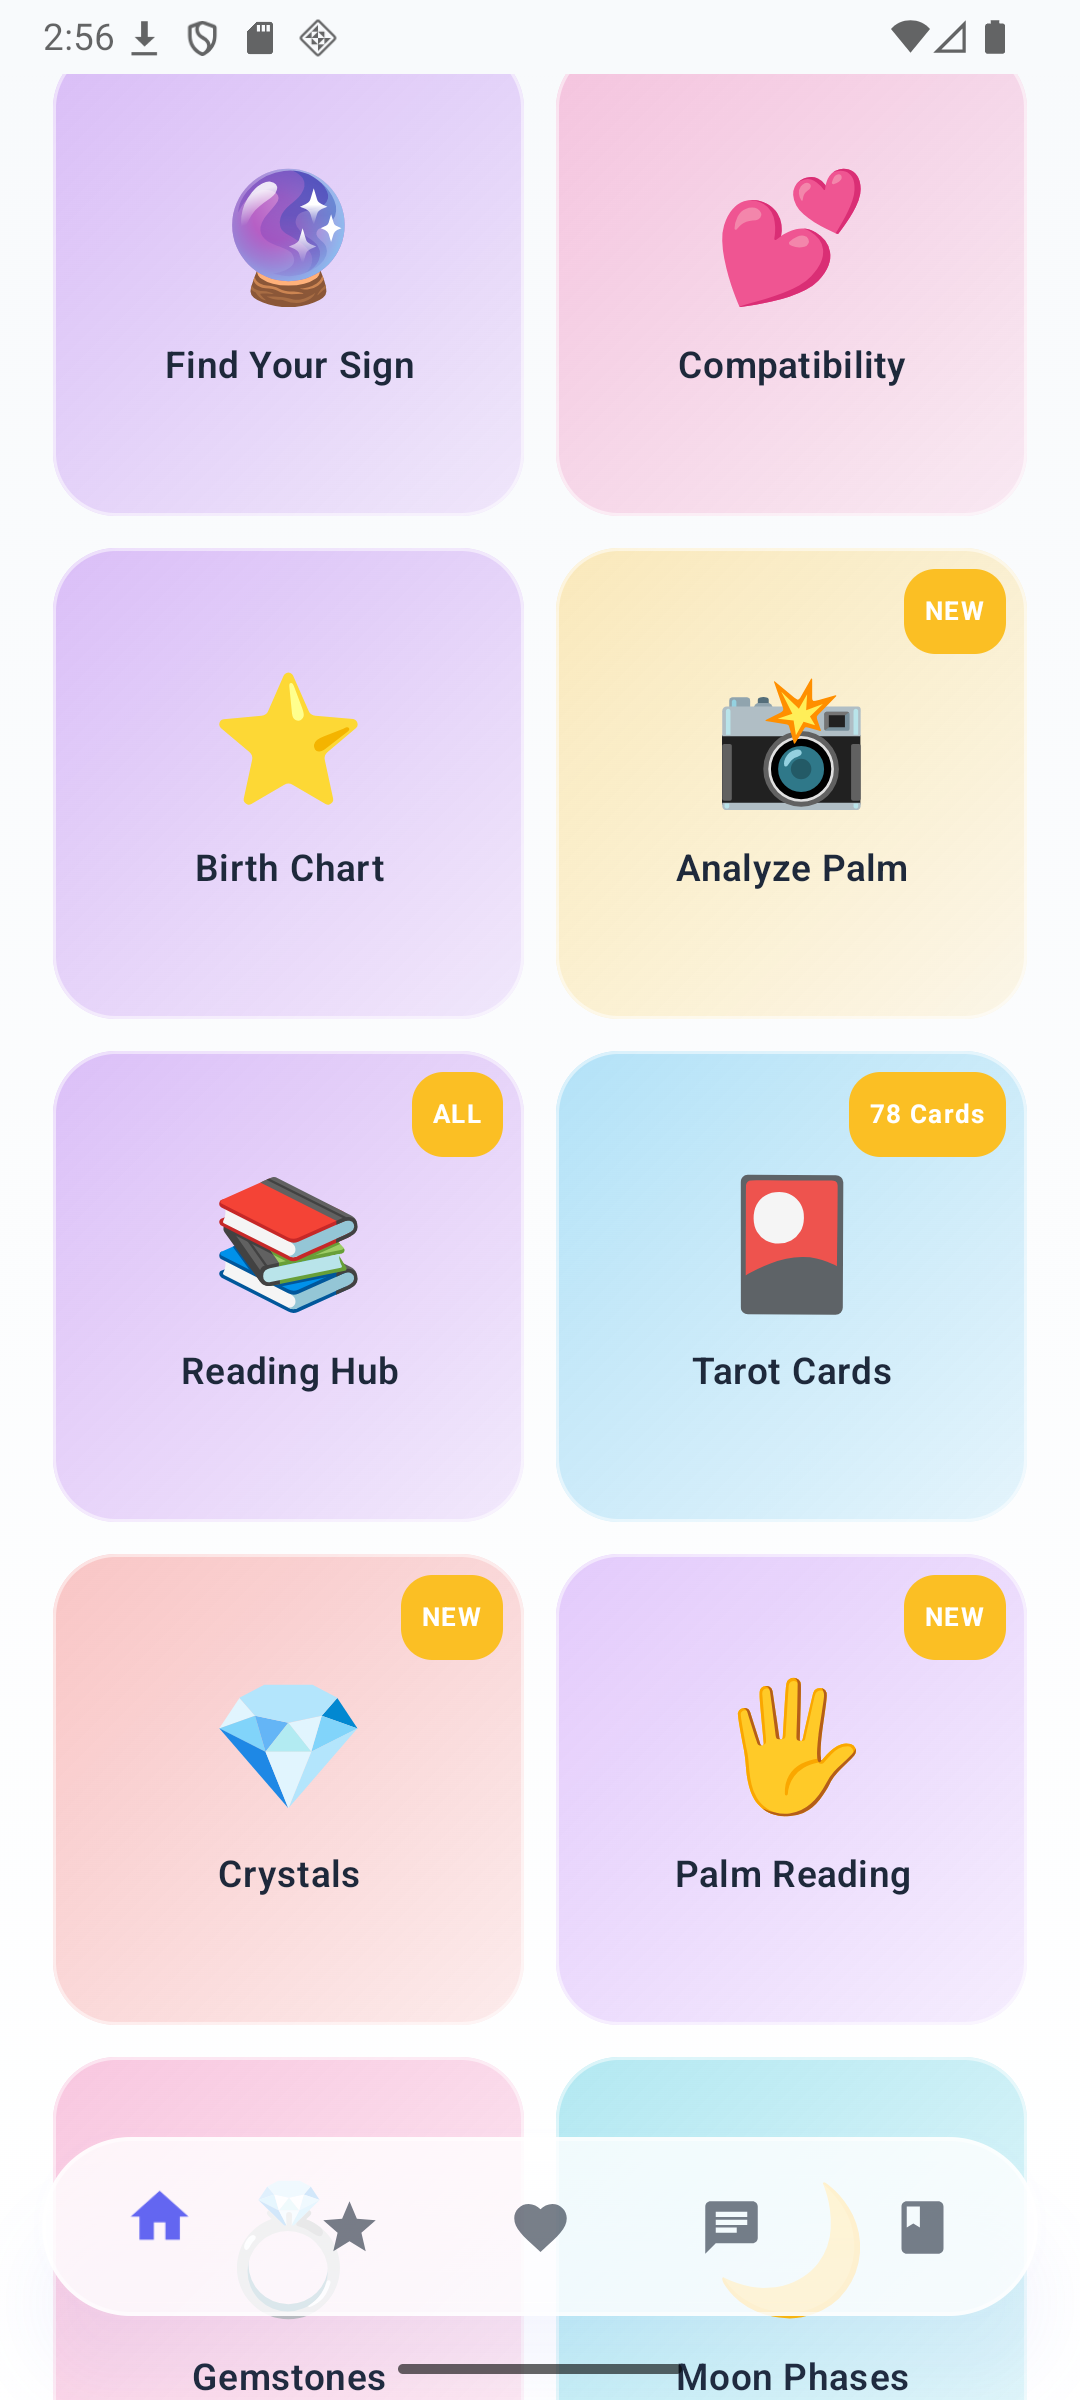 2:56
Find Your Sign
Compatibility
NEW
Birth Chart
Analyze Palm
ALL
78 Cards
Reading Hub
Tarot Cards
NEW
NEW
Crystals
Palm Reading
Gemstones
Moon Phases